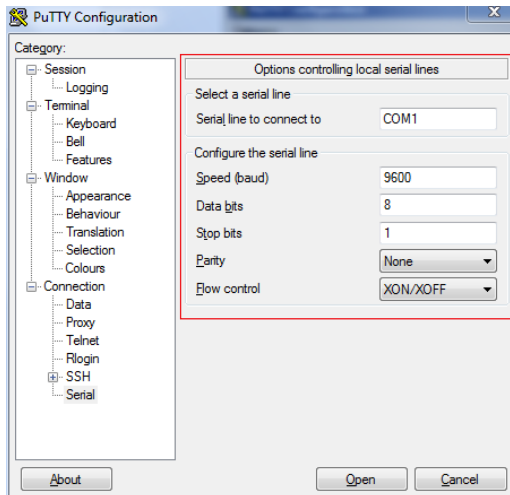 PuTTY Configuration
Category:
Session
Logging
Terminal
Keyboard
Bell
Features
Window
Appearance
Behaviour
Translation
Selection
Colours
Connection
Data
Proxy
Telnet
Rlogin
SSH
Serial
Options controlling local serial lines
Select a serial line
Serial line to connect to COM1
Configure the serial line
Speed (baud) 9600
Data bits 8
Stop bits 1
Parity None
Flow control XON/XOFF
About Open Cancel